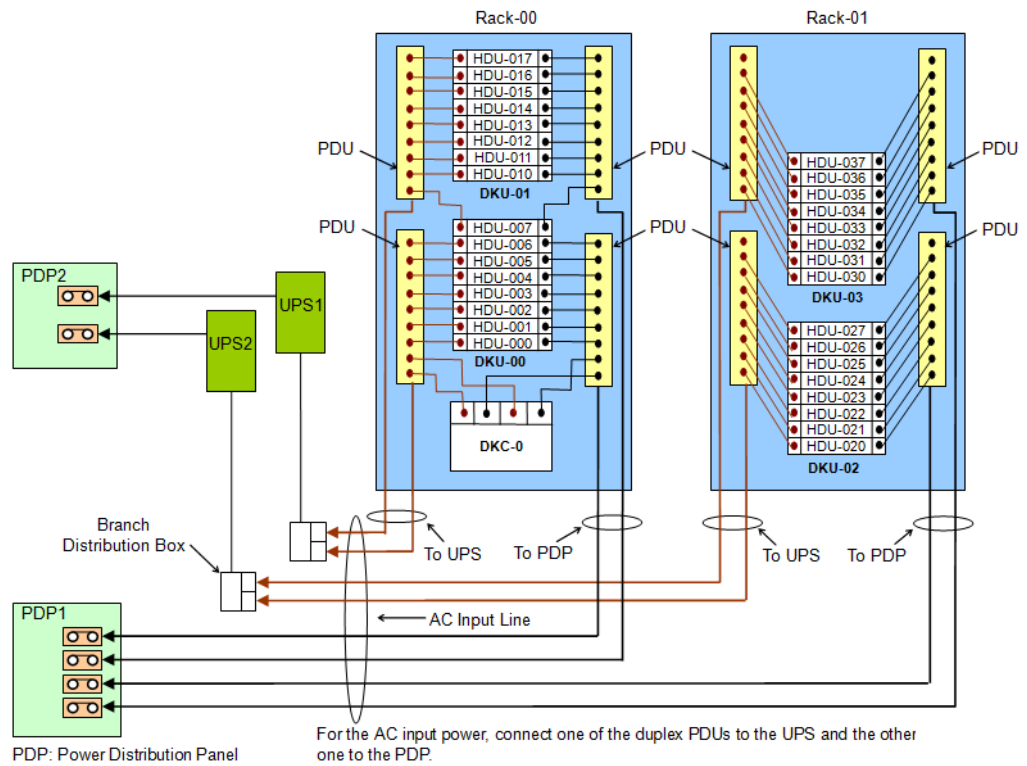 Rack-00
Rack-01
HDU-017
HDU-016
HDU-015
HDU-014
HDU-013
HDU-012
HDU-011
HDU-010
DKU-01
PDU
PDU
PDU
HDU-037
HDU-036
HDU-035
HDU-034
HDU-033
HDU-032
HDU-031
HDU-030
DKU-03
PDU
PDU
PDU
HDU-007
HDU-006
HDU-005
HDU-004
HDU-003
HDU-002
HDU-001
HDU-000
DKU-00
HDU-027
HDU-026
HDU-025
HDU-024
HDU-023
HDU-022
HDU-021
HDU-020
DKU-02
PDP2
UPS1
UPS2
DKC-0
Branch
Distribution Box
To UPS
To PDP
To UPS
To PDP
PDP1
AC Input Line
For the AC input power, connect one of the duplex PDUs to the UPS and the other
one to the PDP.
PDP: Power Distribution Panel